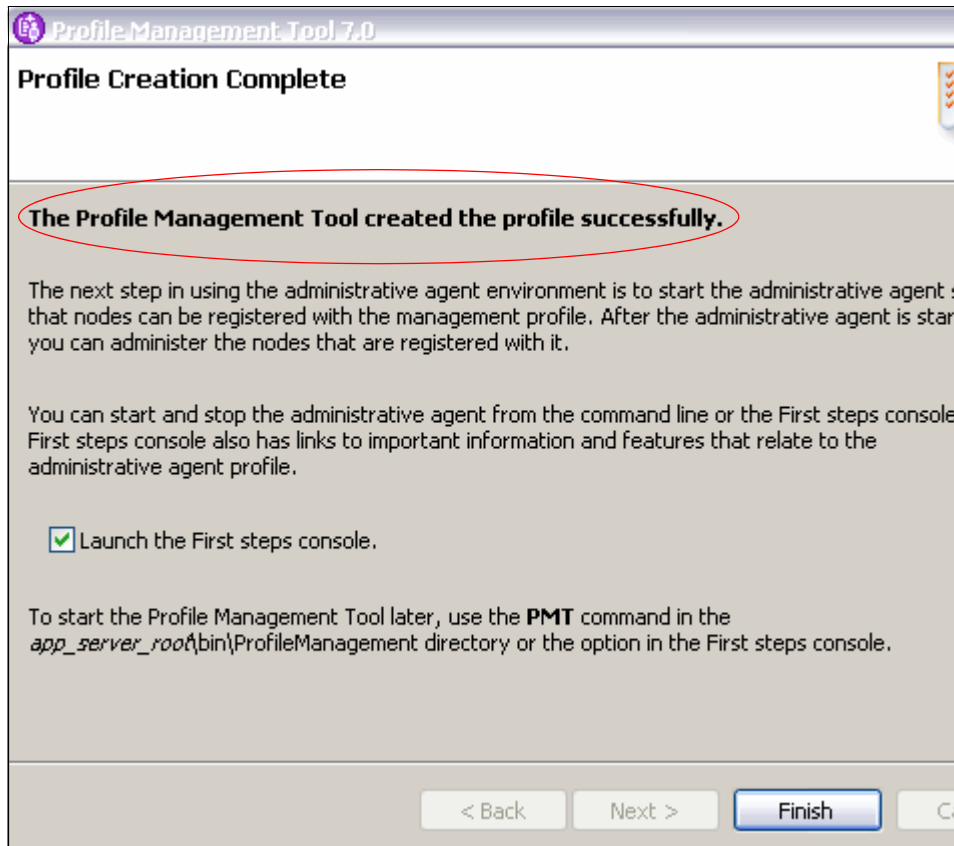 Profile Management Tool 7.0
Profile Creation Complete
The Profile Management Tool created the profile successfully.
The next step in using the administrative agent environment is to start the administrative agent
that nodes can be registered with the management profile. After the administrative agent is
you can administer the nodes that are registered with it.
You can start and stop the administrative agent from the command line or the First steps console
First steps console also has links to important information and features that relate to the
administrative agent profile.
Launch the First steps console.
To start the Profile Management Tool later, use the PMT command in the
app_server_root\bin\ProfileManagement directory or the option in the First steps console.
< Back
Next >
Finish